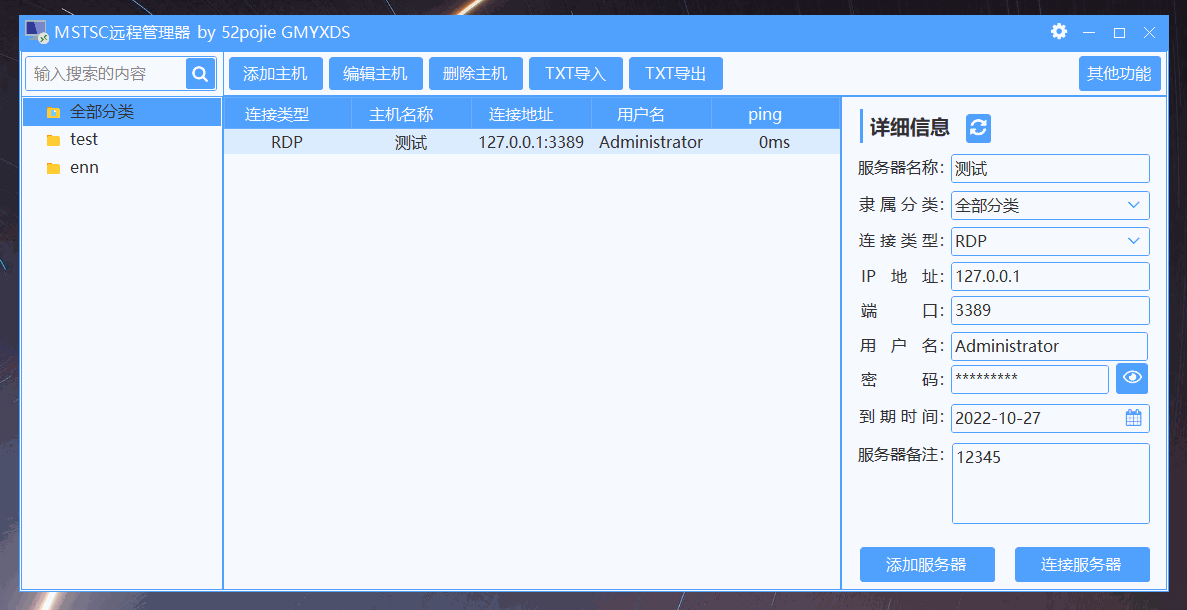 MSTSC远程管理器 by 52pojie GMYXDS
输入搜索的内容
添加主机 编辑主机 删除主机 TXT导入 TXT导出 其他功能
全部分类
test
enn
连接类型 主机名称 连接地址 用户名 ping
RDP 测试 127.0.0.1:3389 Administrator 0ms
详细信息
服务器名称: 测试
隶属分类: 全部分类
连接类型: RDP
IP 地 址: 127.0.0.1
端 口: 3389
用 户 名: Administrator
密 码: *********
到期时间: 2022-10-27
服务器备注: 12345
添加服务器 连接服务器